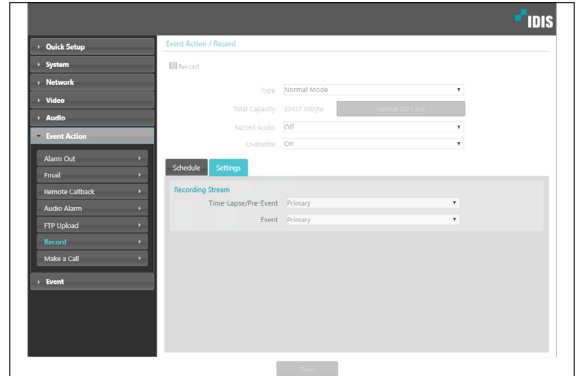 IDIS
Quick Setup
System
Network
Video
Audio
Event Action
Alarm Out
Email
Remote Callback
Audio Alarm
FTP Upload
Record
Make a Call
Event
Event Action / Record
Record
Type Normal Mode
Total Capacity 30427 Mbyte Format SD Card
Record Audio Off
Overwrite On
Schedule Settings
Recording Stream
Time-Lapse/Pre-Event Primary
Event Primary
Save